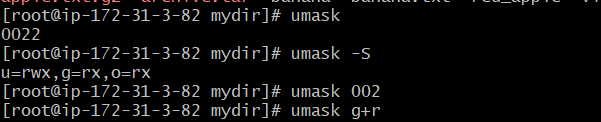 [root@ip-172-31-3-82 mydir]# umask
0022
[root@ip-172-31-3-82 mydir]# umask -S
u=rwx,g=rx,o=rx
[root@ip-172-31-3-82 mydir]# umask 002
[root@ip-172-31-3-82 mydir]# umask g+r